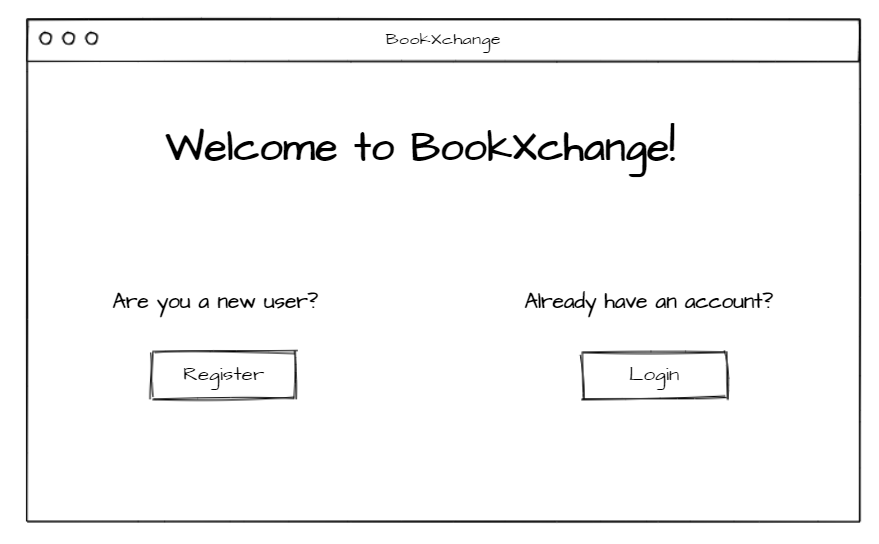 BookXchange
Welcome to BookXchange!
Are you a new user?
Already have an account?
Register
Login